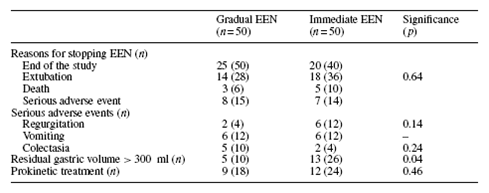 Gradual EEN Immediate EEN Significance
(n=50) (n=50) (p)
Reasons for stopping EEN (n)
End of the study 25 (50) 20 (40)
Extubation 14 (28) 18 (36) 0.64
Death 3 (6) 5 (10)
Serious adverse event 8 (15) 7 (14)
Serious adverse events (n)
Regurgitation 2 (4) 6 (12) 0.14
Vomiting 6 (12) 6 (12) –
Colectasia 5 (10) 2 (4) 0.24
Residual gastric volume > 300 ml (n) 5 (10) 13 (26) 0.04
Prokinetic treatment (n) 9 (18) 12 (24) 0.46